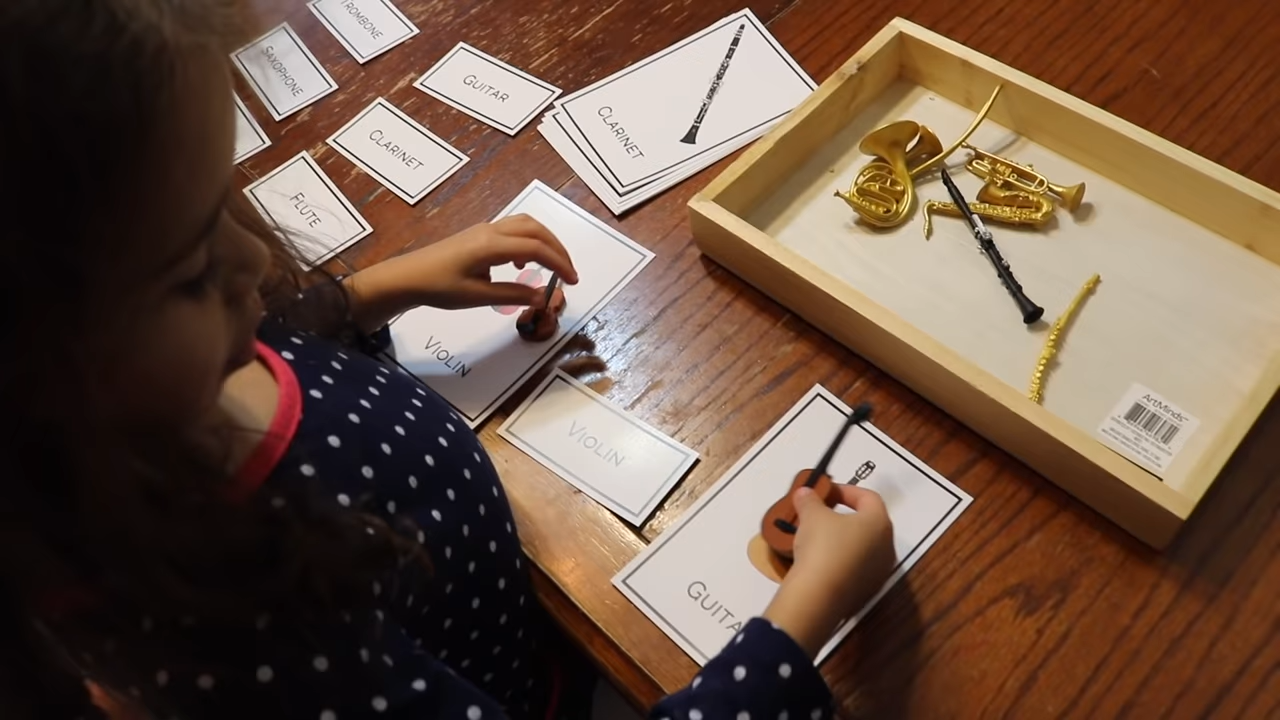 TROMBONE
SAXOPHONE
GUITAR
CLARINET
CLARINET
FLUTE
VIOLIN
VIOLIN
GUITA
ArtMinds